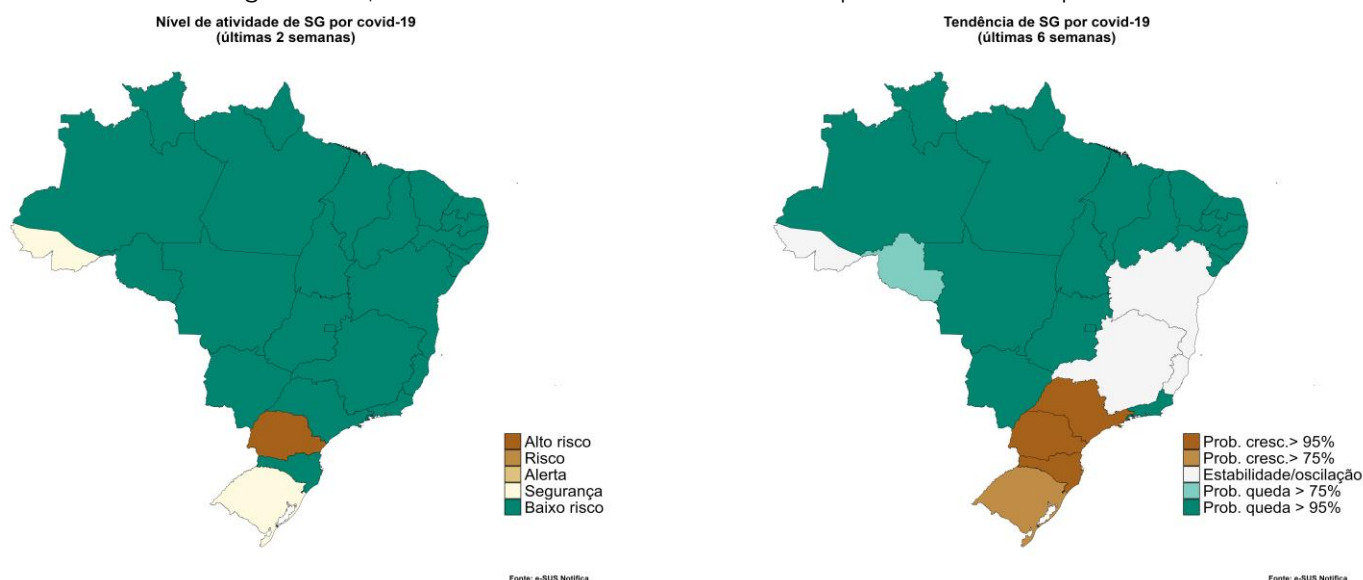 Nível de atividade de SG por covid-19
(últimas 2 semanas)
Alto risco
Risco
Alerta
Segurança
Baixo risco
Fonte: e-SUS Notifica
Tendência de SG por covid-19
(últimas 6 semanas)
Prob. cresc.> 95%
Prob. cresc.> 75%
Estabilidade/oscilação
Prob. queda > 75%
Prob. queda > 95%
Fonte: e-SUS Notifica